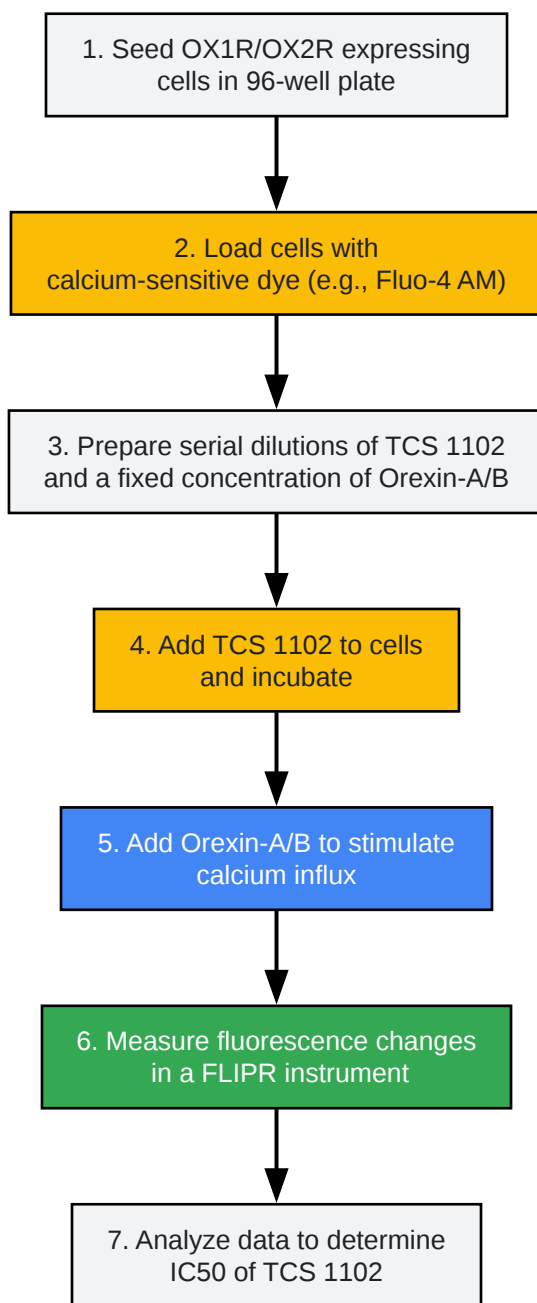 1. Seed OX1R/OX2R expressing
cells in 96-well plate
2. Load cells with
calcium-sensitive dye (e.g., Fluo-4 AM)
3. Prepare serial dilutions of TCS 1102
and a fixed concentration of Orexin-A/B
4. Add TCS 1102 to cells
and incubate
5. Add Orexin-A/B to stimulate
calcium influx
6. Measure fluorescence changes
in a FLIPR instrument
7. Analyze data to determine
IC50 of TCS 1102